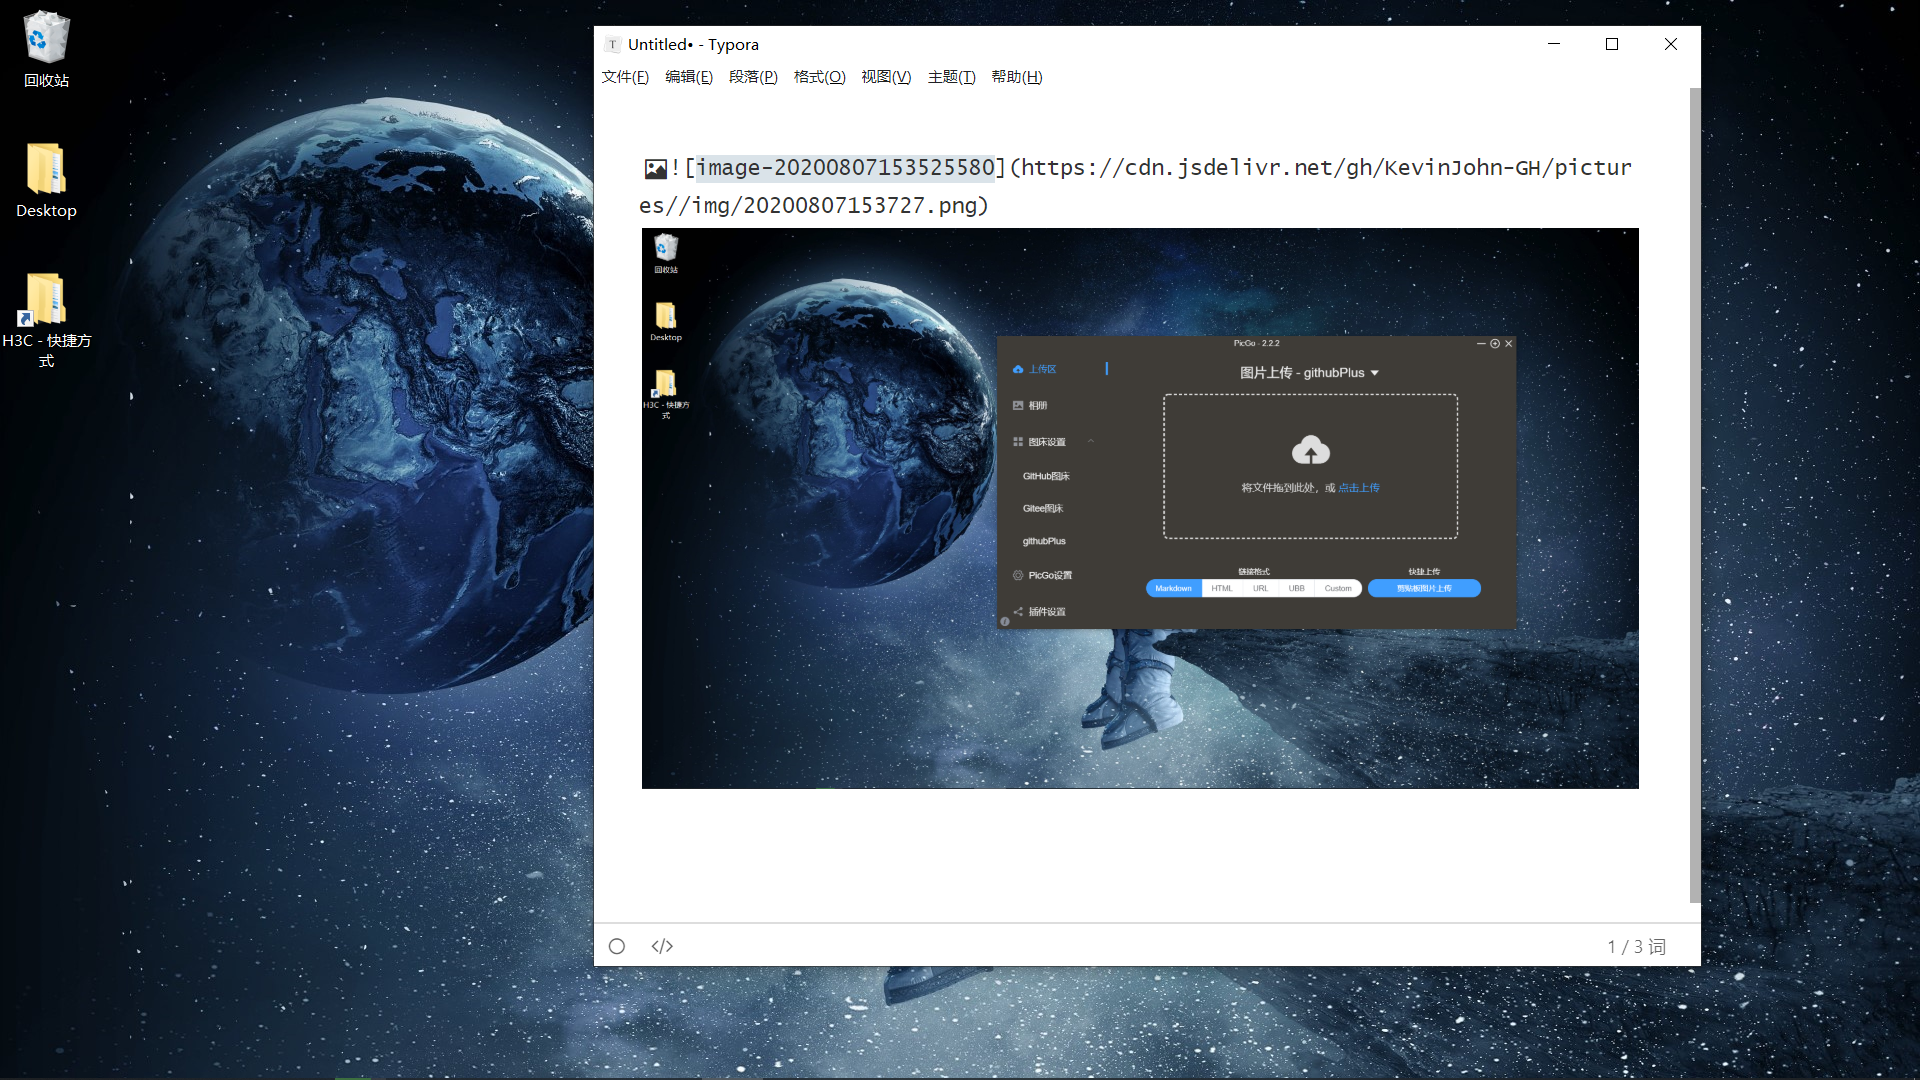 回收站
Desktop
H3C - 快捷方
式
Untitled• - Typora
文件(F) 编辑(E) 段落(P) 格式(O) 视图(V) 主题(T) 帮助(H)
![image-20200807153525580](https://cdn.jsdelivr.net/gh/KevinJohn-GH/pictur
es//img/20200807153727.png)
回收站
Desktop
H3C - 快捷方
式
PicGo - 2.2.2
上传区
图片上传 - githubPlus
相册
图床设置
GitHub图床
Gitee图床
githubPlus
PicGo设置
插件设置
将文件拖到此处，或 点击上传
链接格式
快捷上传
Markdown HTML URL UBB Custom
剪贴板图片上传
1 / 3 词